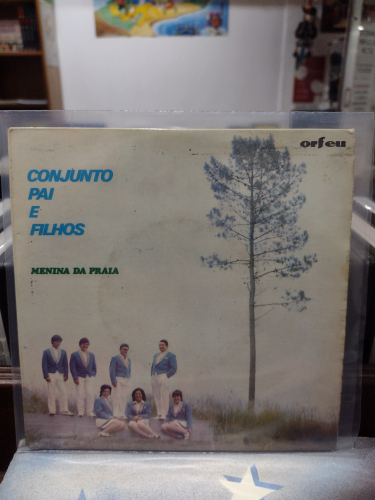 orfeu
CONJUNTO
PAI
E
FILHOS
MENINA DA PRAIA